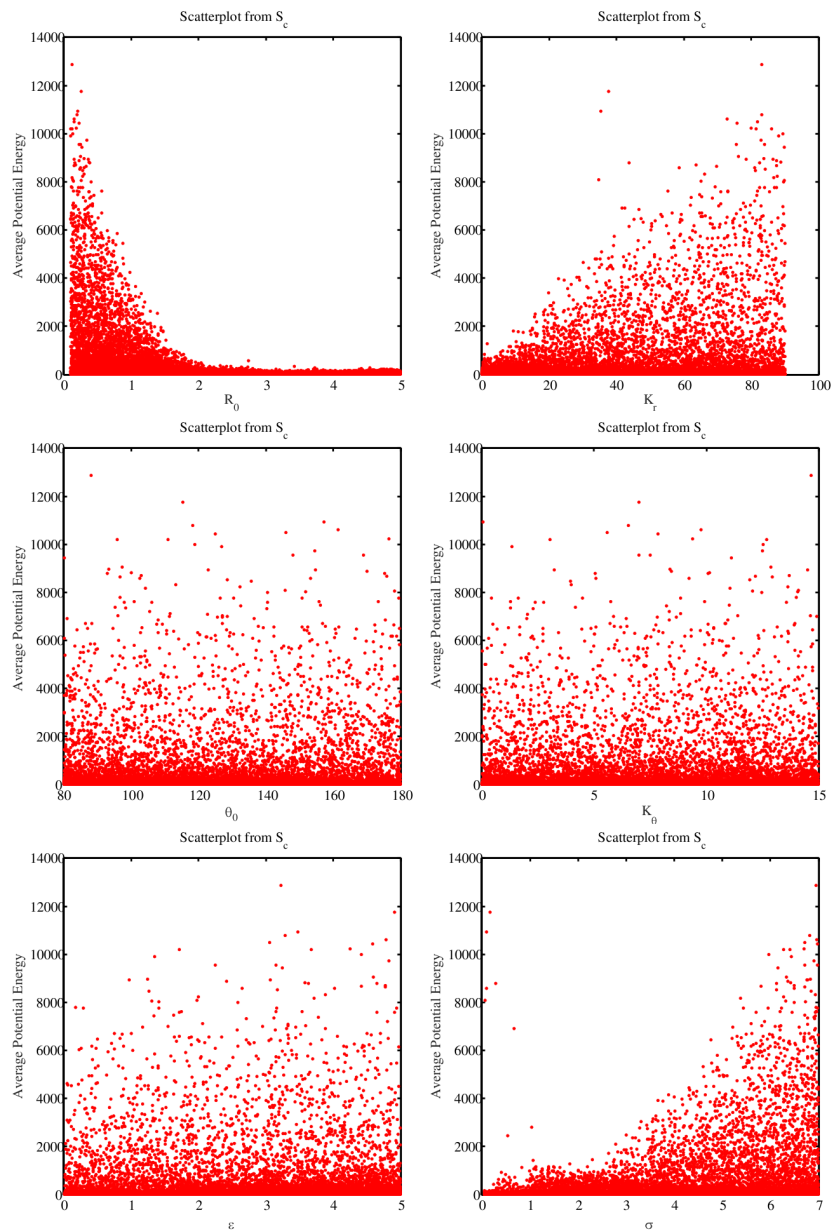 Scatterplot from S_c
14000
12000
10000
8000
6000
4000
2000
0
Average Potential Energy
0 1 2 3 4 5
R_0
Scatterplot from S_c
14000
12000
10000
8000
6000
4000
2000
0
Average Potential Energy
0 20 40 60 80 100
K_r
Scatterplot from S_c
14000
12000
10000
8000
6000
4000
2000
0
Average Potential Energy
80 100 120 140 160 180
θ_0
Scatterplot from S_c
14000
12000
10000
8000
6000
4000
2000
0
Average Potential Energy
0 5 10 15
K_θ
Scatterplot from S_c
14000
12000
10000
8000
6000
4000
2000
0
Average Potential Energy
0 1 2 3 4 5
ε
Scatterplot from S_c
14000
12000
10000
8000
6000
4000
2000
0
Average Potential Energy
0 1 2 3 4 5 6 7
σ